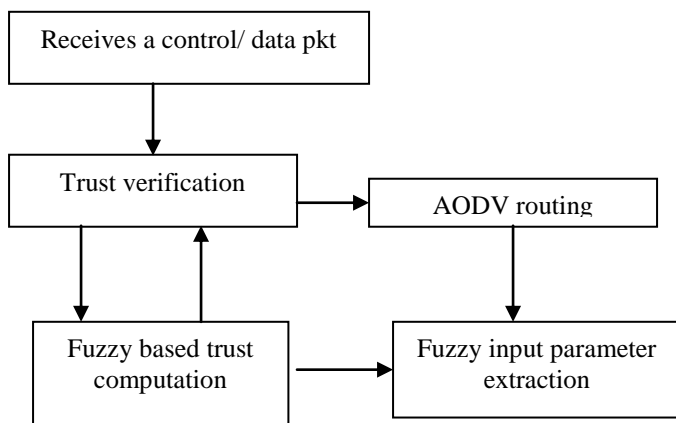 Receives a control/ data pkt
Trust verification
AODV routing
Fuzzy based trust
computation
Fuzzy input parameter
extraction